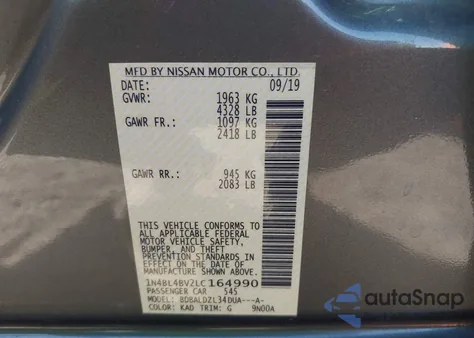 MFD BY NISSAN MOTOR CO., LTD.
DATE: 09/19
GVWR: 1963 KG
4328 LB
GAWR FR.: 1097 KG
2418 LB
GAWR RR.: 945 KG
2083 LB
THIS VEHICLE CONFORMS TO
ALL APPLICABLE FEDERAL
MOTOR VEHICLE SAFETY,
BUMPER, AND THEFT
PREVENTION STANDARDS IN
EFFECT ON THE DATE OF
MANUFACTURE SHOWN ABOVE.
1N4BL4BV2LC164990
PASSENGER CAR 545
MODEL: BDBALDZL34DUA---A-
COLOR: KAD TRIM: G 9N00A
autoSnap